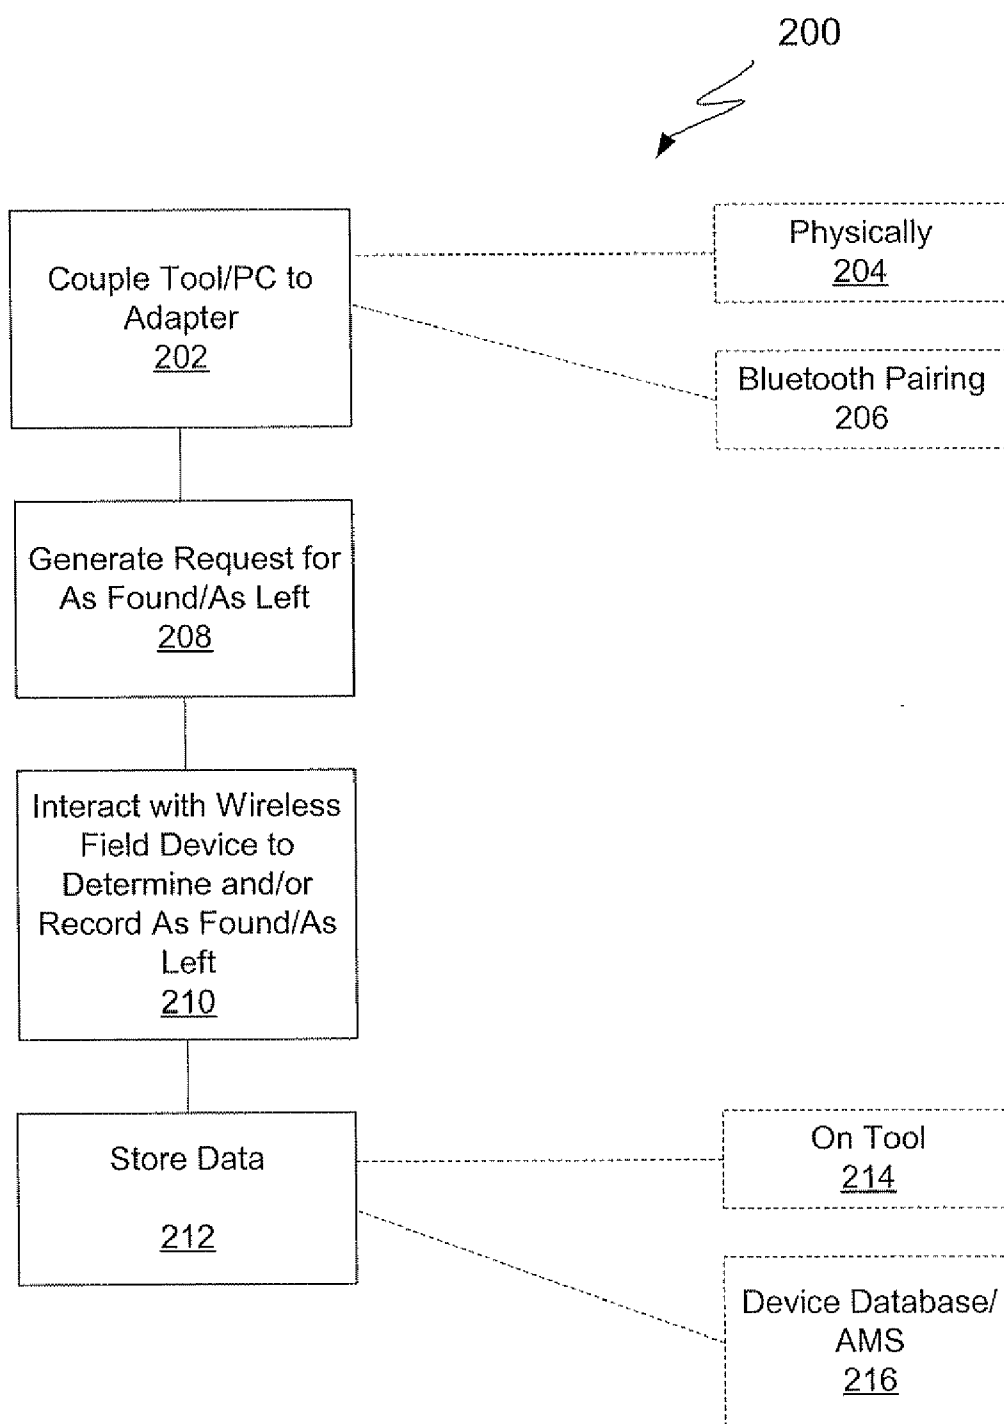 200
Couple Tool/PC to
Adapter
202
Physically
204
Bluetooth Pairing
206
Generate Request for
As Found/As Left
208
Interact with Wireless
Field Device to
Determine and/or
Record As Found/As
Left
210
Store Data
212
On Tool
214
Device Database/
AMS
216